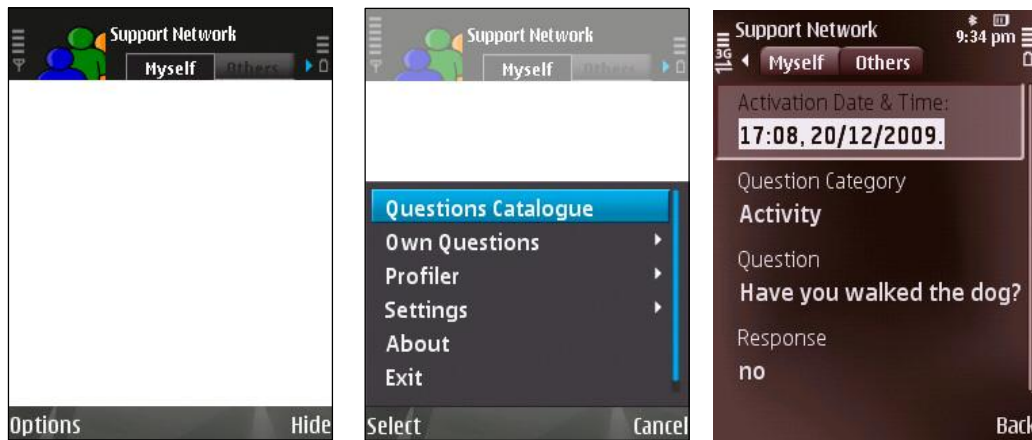 Support Network
Myself Others
Options Hide
Support Network
Myself Others
Questions Catalogue
Own Questions
Profiler
Settings
About
Exit
Select Cancel
Support Network
9:34 pm
3G
Myself Others
Activation Date & Time:
17:08, 20/12/2009.
Question Category
Activity
Question
Have you walked the dog?
Response
no
Back